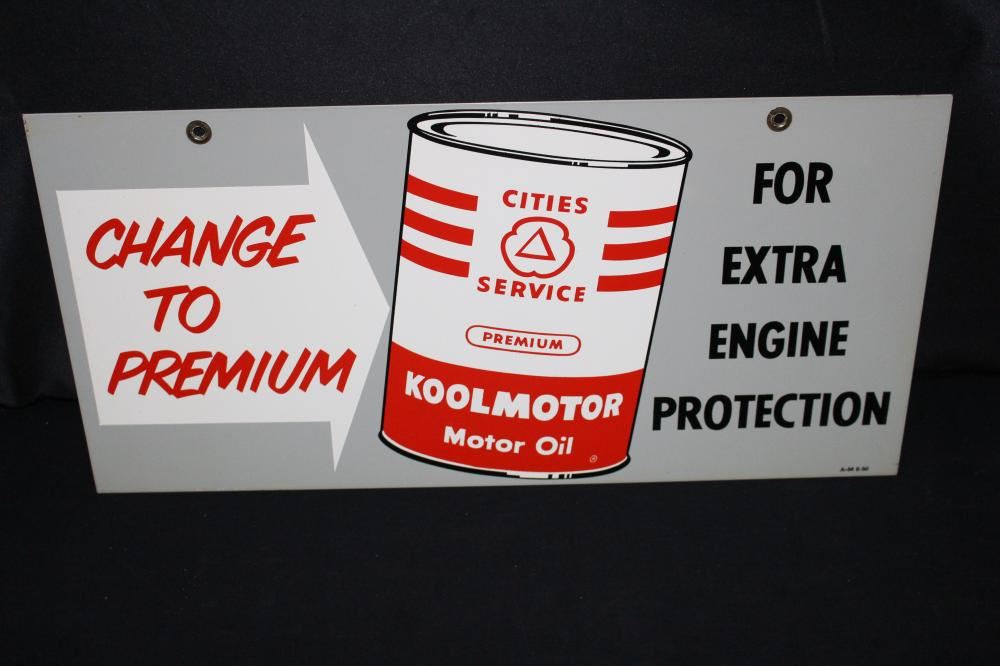 CHANGE
TO
PREMIUM
CITIES
SERVICE
PREMIUM
KOOLMOTOR
Motor Oil
®
FOR
EXTRA
ENGINE
PROTECTION